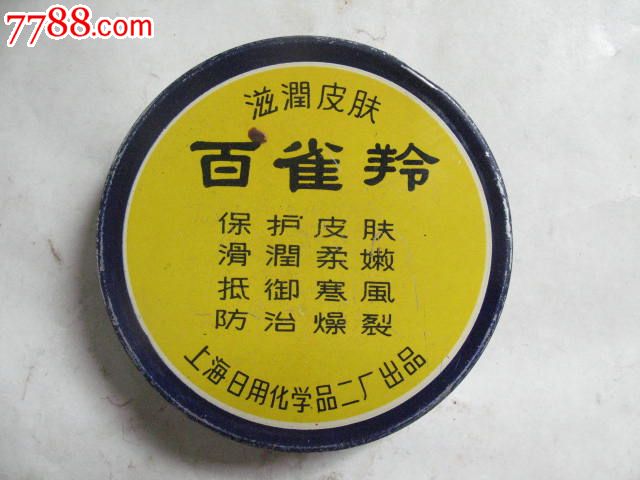 7788.com
滋潤皮肤
百雀羚
保护皮肤
滑潤柔嫩
抵御寒風
防治燥裂
上海日用化学品二厂出品